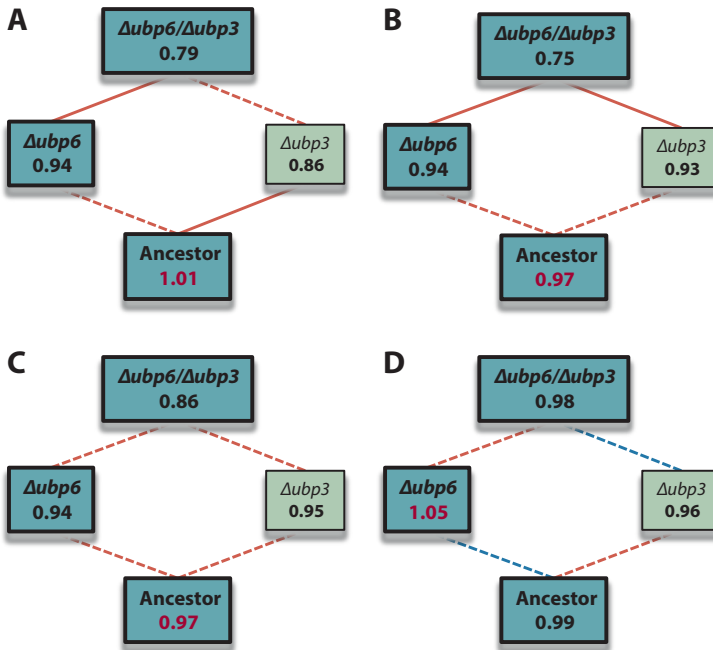 A
Δubp6/Δubp3
0.79
Δubp6
0.94
Δubp3
0.86
Ancestor
1.01
B
Δubp6/Δubp3
0.75
Δubp6
0.94
Δubp3
0.93
Ancestor
0.97
C
Δubp6/Δubp3
0.86
Δubp6
0.94
Δubp3
0.95
Ancestor
0.97
D
Δubp6/Δubp3
0.98
Δubp6
1.05
Δubp3
0.96
Ancestor
0.99